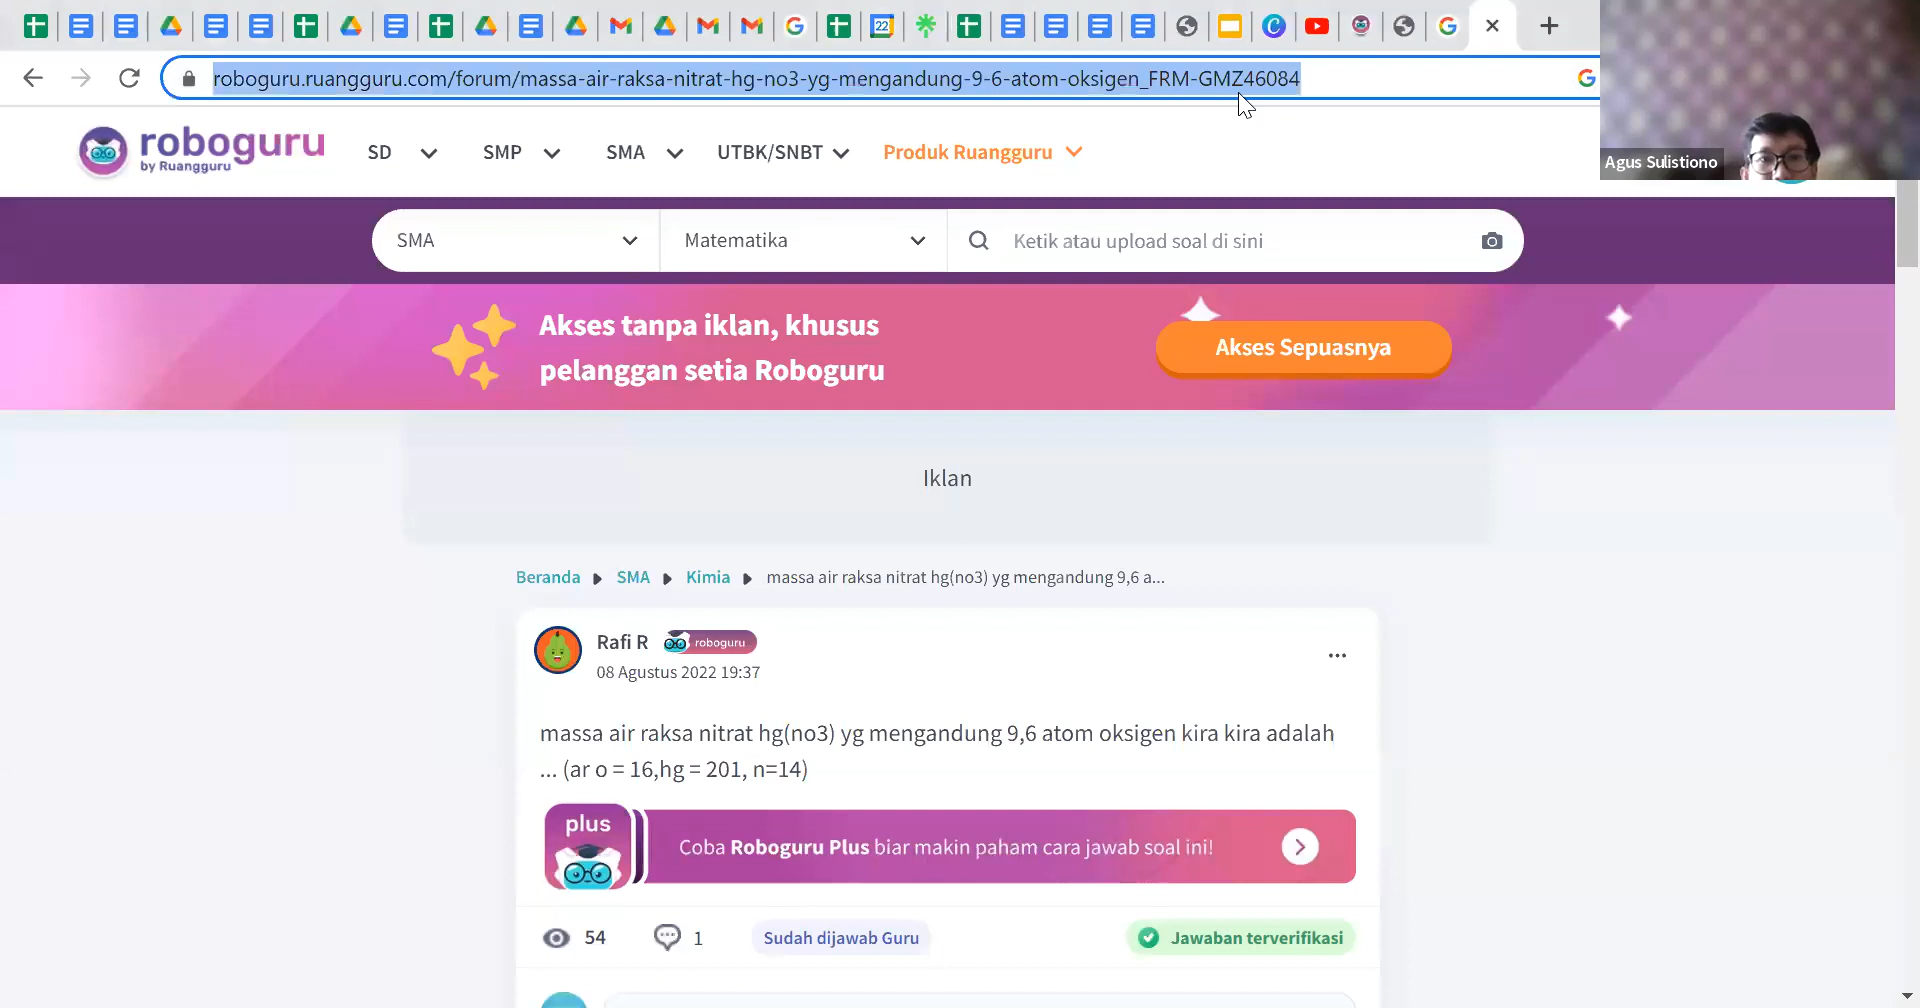 22
roboguru.ruangguru.com/forum/massa-air-raksa-nitrat-hg-no3-yg-mengandung-9-6-atom-oksigen_FRM-GMZ46084
Agus Sulistiono
roboguru
by Ruangguru
SD
SMP
SMA
UTBK/SNBT
Produk Ruangguru
SMA
Matematika
Ketik atau upload soal di sini
Akses tanpa iklan, khusus
pelanggan setia Roboguru
Akses Sepuasnya
Iklan
Beranda
SMA
Kimia
massa air raksa nitrat hg(no3) yg mengandung 9,6 a...
Rafi R
roboguru
08 Agustus 2022 19:37
massa air raksa nitrat hg(no3) yg mengandung 9,6 atom oksigen kira kira adalah
... (ar o = 16,hg = 201, n=14)
plus
Coba Roboguru Plus biar makin paham cara jawab soal ini!
54
1
Sudah dijawab Guru
Jawaban terverifikasi